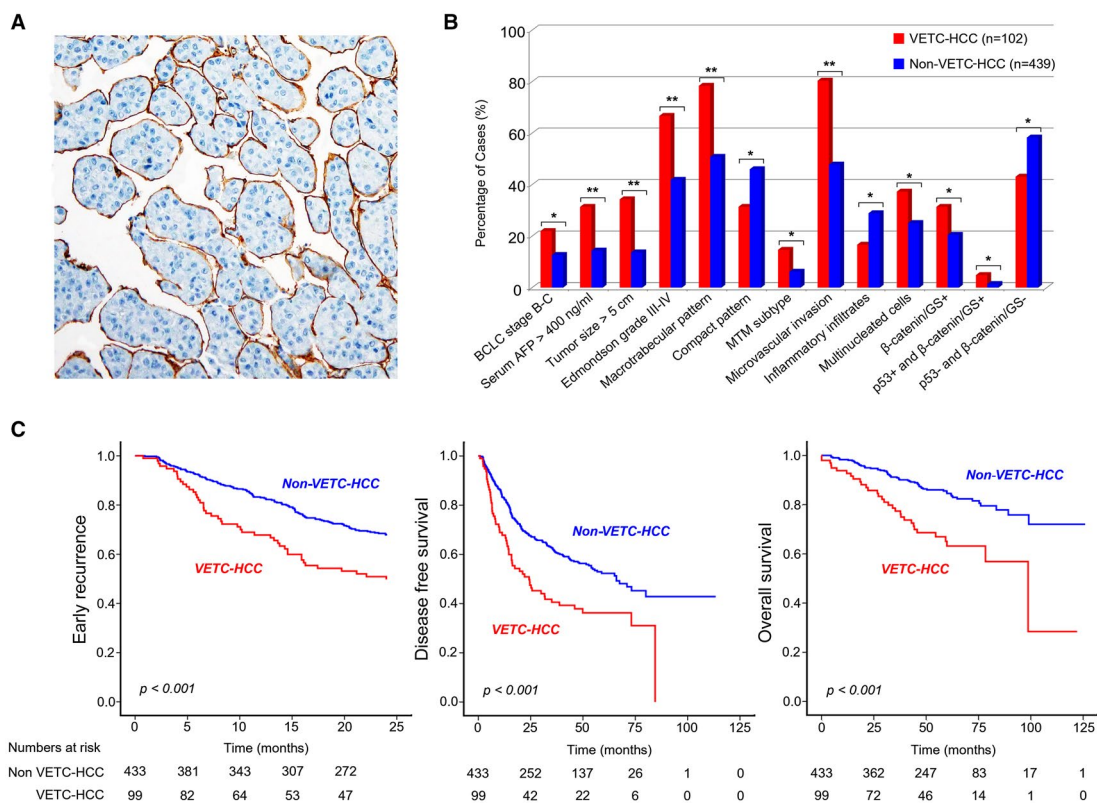 A
B
Percentage of Cases (%)
100
80
60
40
20
0
VETC-HCC (n=102)
Non-VETC-HCC (n=439)
*
**
**
**
**
*
*
**
*
*
*
*
*
BCLC stage B-C
Serum AFP > 400 ng/ml
Tumor size > 5 cm
Edmondson grade III-IV
Macrotrabecular pattern
Compact pattern
MTM subtype
Microvascular invasion
Inflammatory infiltrates
Multinucleated cells
β-catenin/GS+
p53+ and β-catenin/GS+
p53- and β-catenin/GS-
C
Early recurrence
1.0
0.8
0.6
0.4
0.2
0.0
Non-VETC-HCC
VETC-HCC
p < 0.001
0 5 10 15 20 25
Time (months)
Disease free survival
1.0
0.8
0.6
0.4
0.2
0.0
Non-VETC-HCC
VETC-HCC
p < 0.001
0 25 50 75 100 125
Time (months)
Overall survival
1.0
0.8
0.6
0.4
0.2
0.0
Non-VETC-HCC
VETC-HCC
p < 0.001
0 25 50 75 100 125
Time (months)
Numbers at risk
Non VETC-HCC 433 381 343 307 272 433 252 137 26 1 0 433 362 247 83 17 1
VETC-HCC 99 82 64 53 47 99 42 22 6 0 0 99 72 46 14 1 0